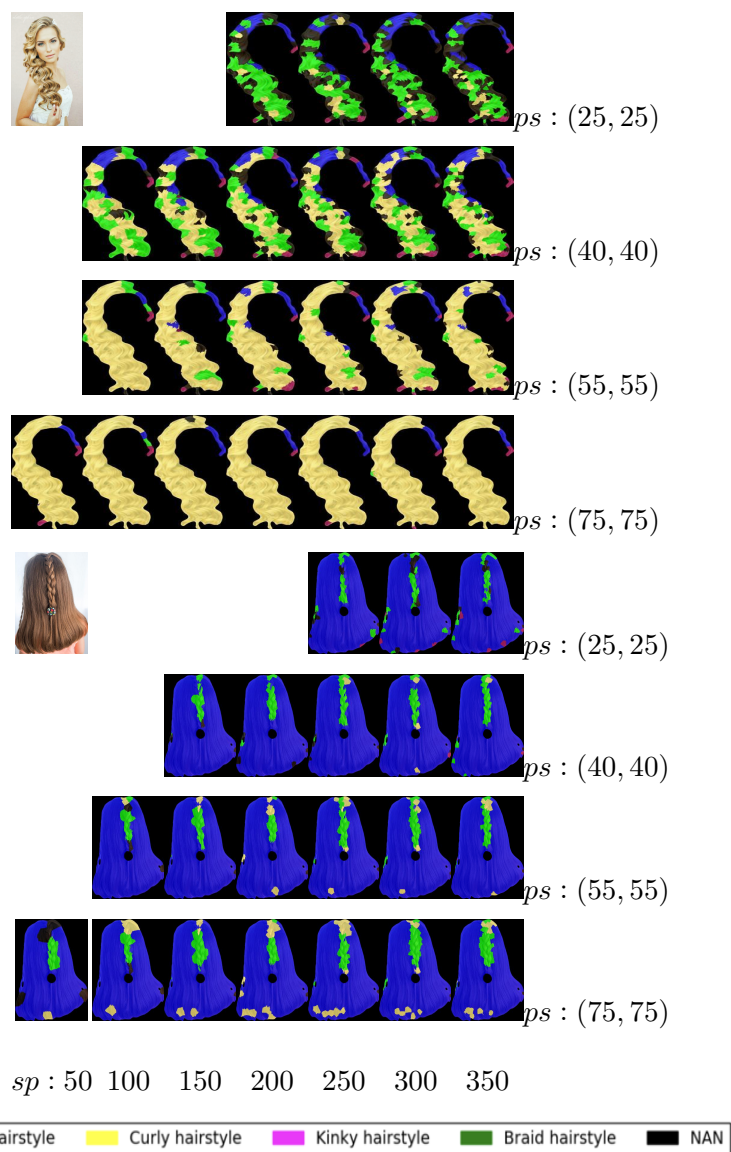 ps : (25, 25)
ps : (40, 40)
ps : (55, 55)
ps : (75, 75)
ps : (25, 25)
ps : (40, 40)
ps : (55, 55)
ps : (75, 75)
sp : 50 100 150 200 250 300 350
airstyle Curly hairstyle Kinky hairstyle Braid hairstyle NAN